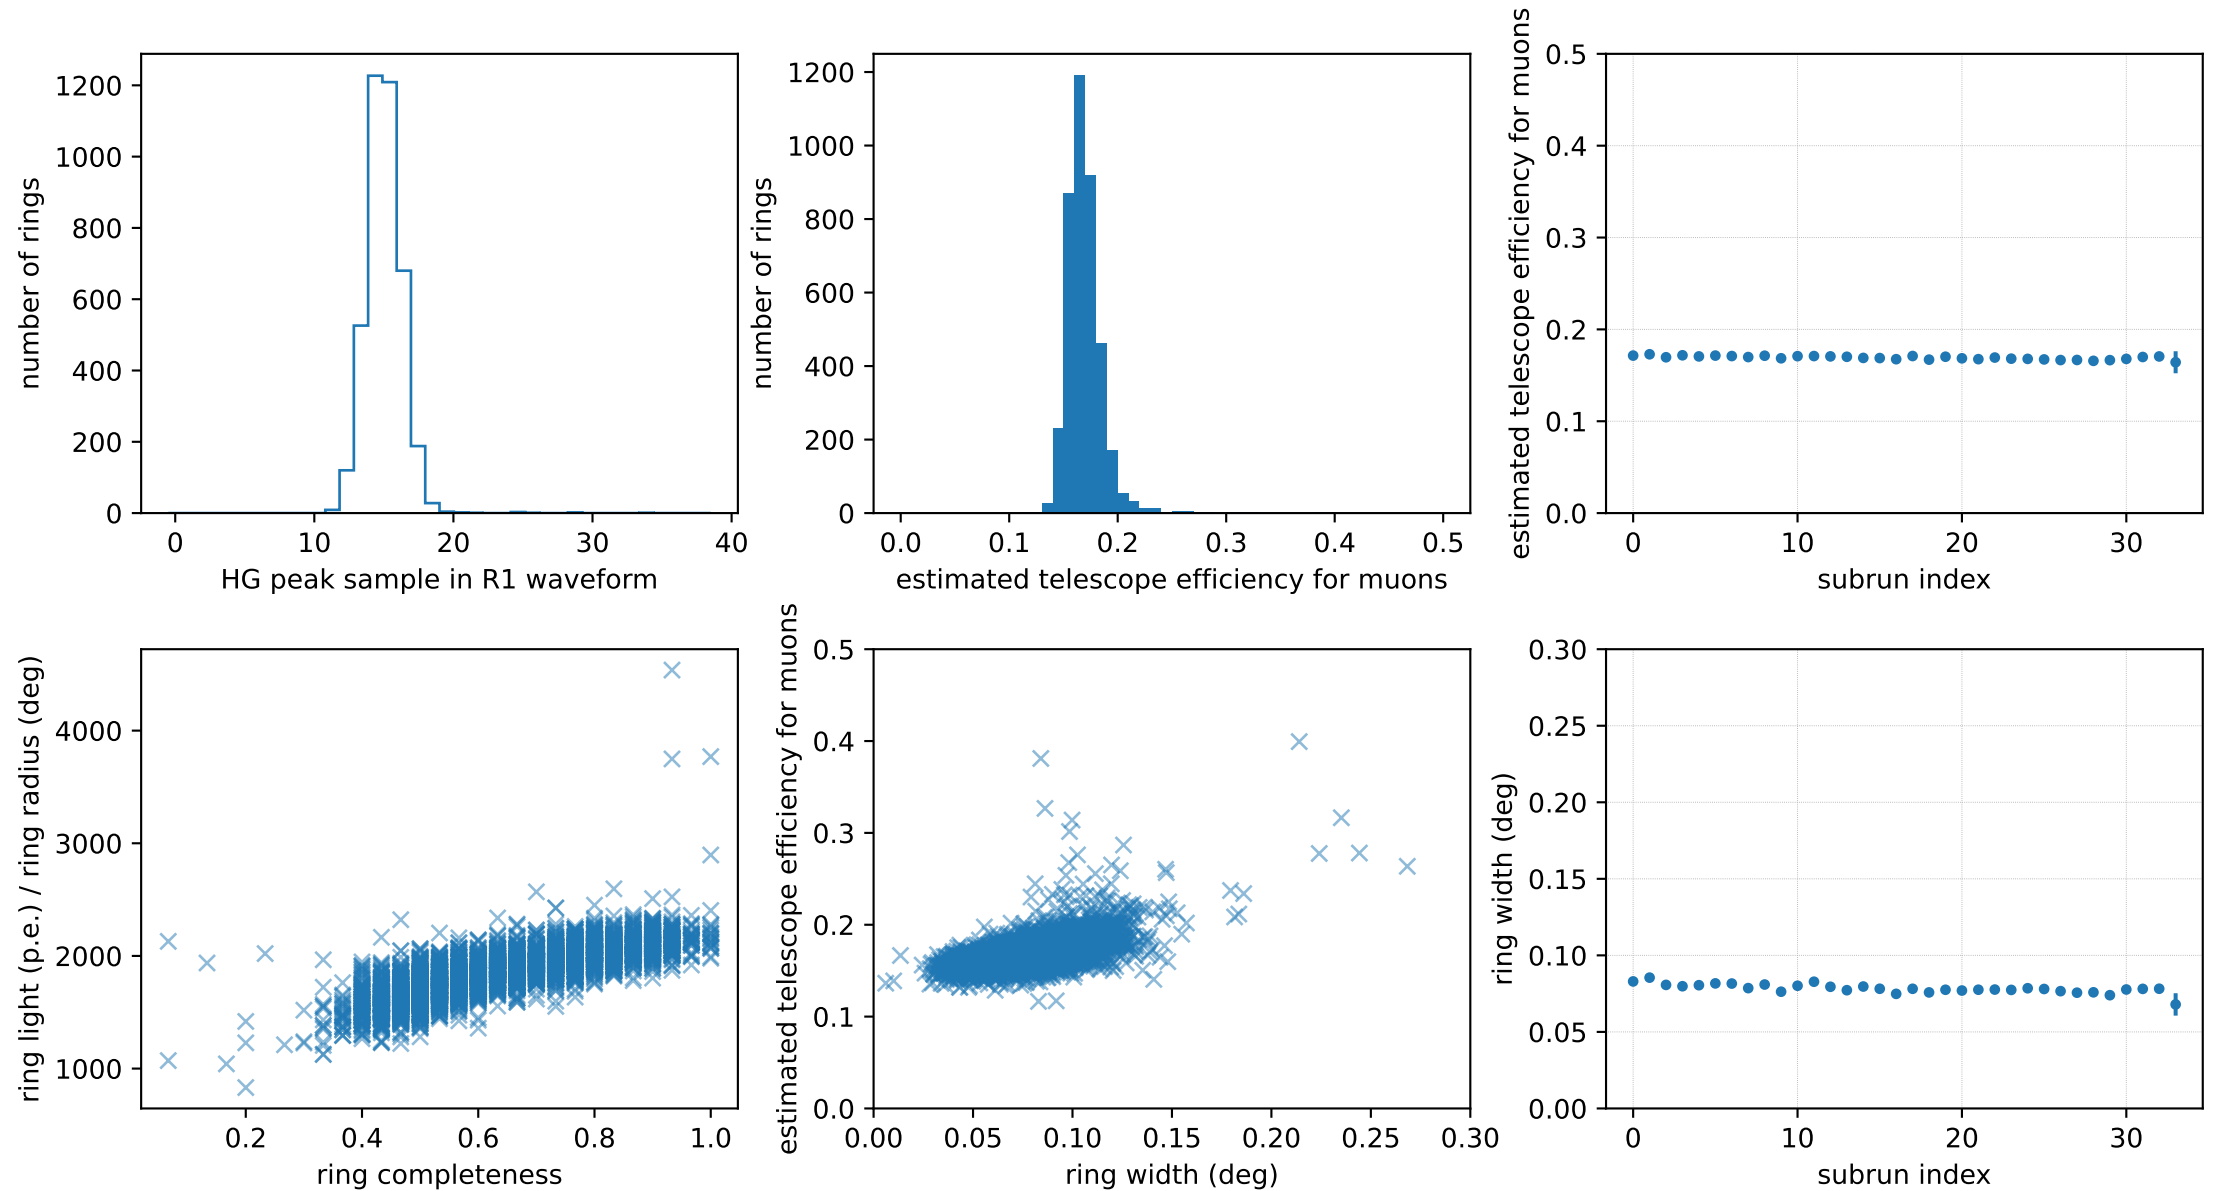 number of rings
1200
1000
800
600
400
200
0
0 10 20 30 40
HG peak sample in R1 waveform
number of rings
1200
1000
800
600
400
200
0
0.0 0.1 0.2 0.3 0.4 0.5
estimated telescope efficiency for muons
estimated telescope efficiency for muons
0.5
0.4
0.3
0.2
0.1
0.0
0 10 20 30
subrun index
ring light (p.e.) / ring radius (deg)
4000
3000
2000
1000
0.2 0.4 0.6 0.8 1.0
ring completeness
estimated telescope efficiency for muons
0.5
0.4
0.3
0.2
0.1
0.0
0.00 0.05 0.10 0.15 0.20 0.25 0.30
ring width (deg)
ring width (deg)
0.30
0.25
0.20
0.15
0.10
0.05
0.00
0 10 20 30
subrun index